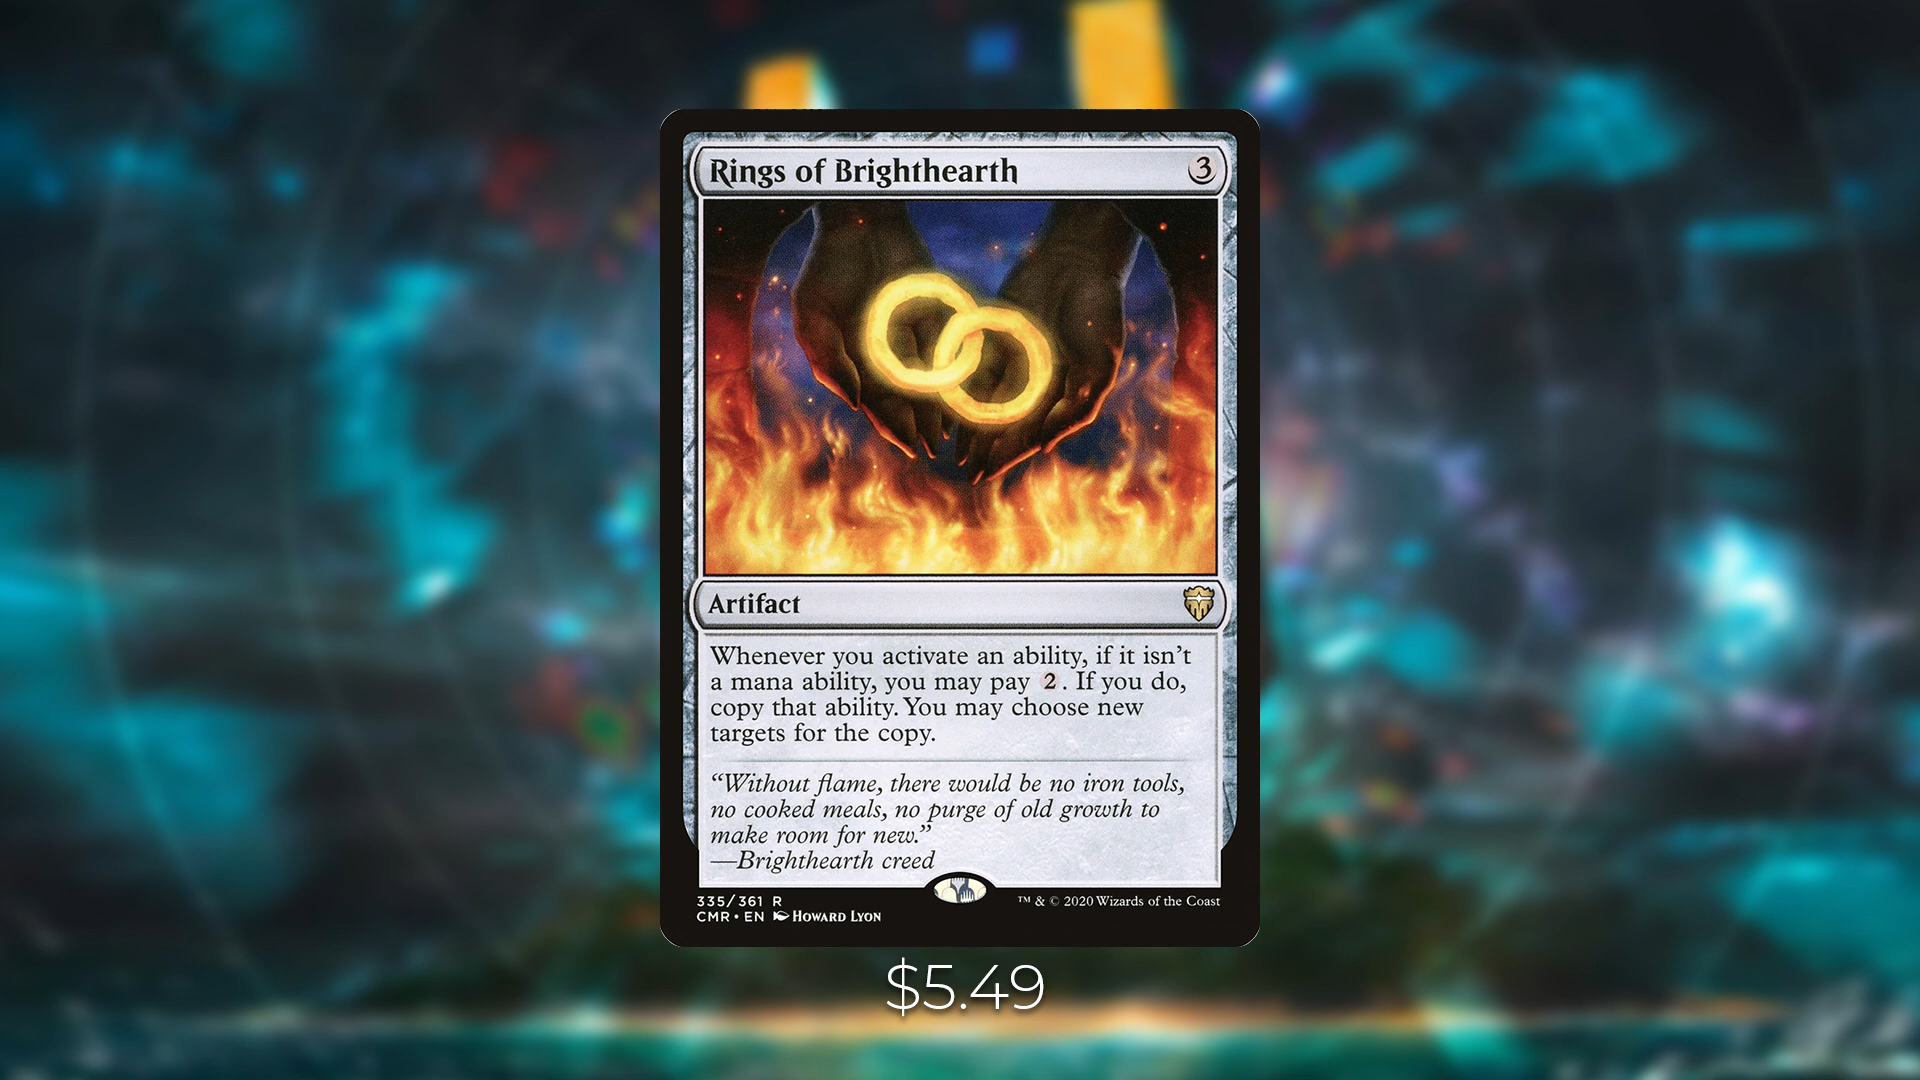 Rings of Brighthearth 3
Artifact
Whenever you activate an ability, if it isn't
a mana ability, you may pay 2. If you do,
copy that ability. You may choose new
targets for the copy.
“Without flame, there would be no iron tools,
no cooked meals, no purge of old growth to
make room for new.”
—Brighthearth creed
335/361 R
CMR • EN Howard Lyon
™ & © 2020 Wizards of the Coast
$5.49